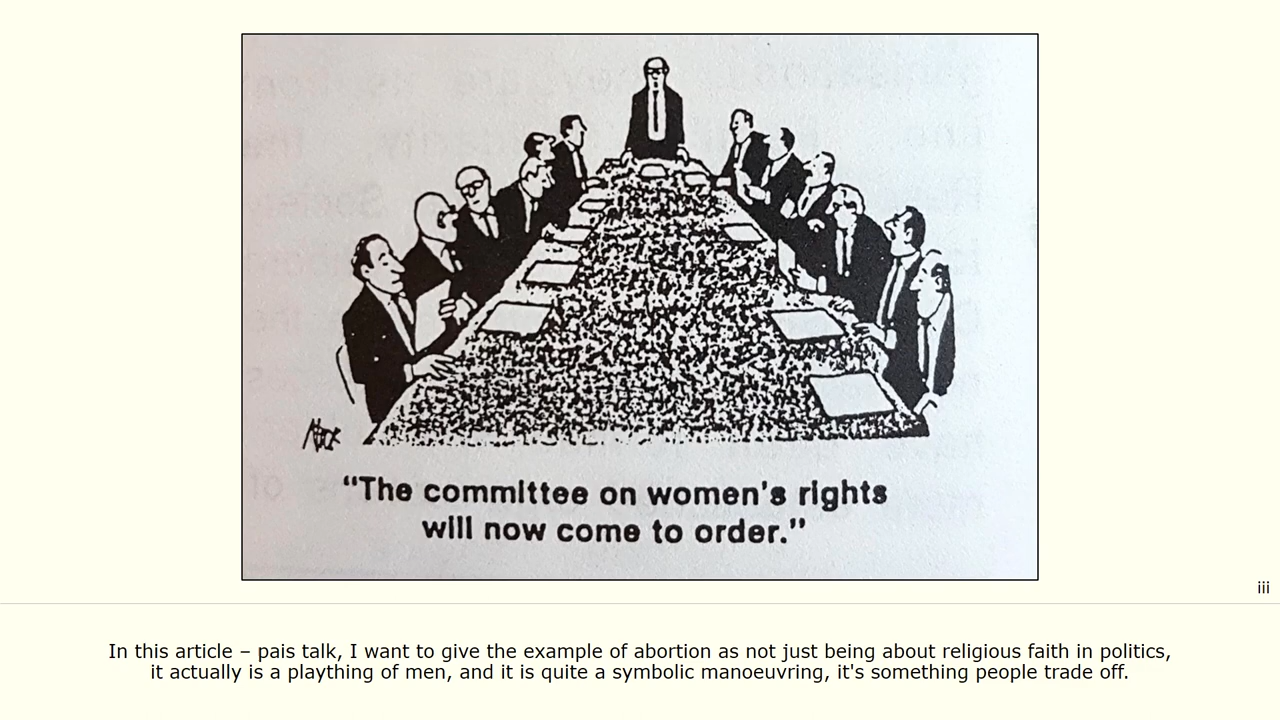 "The committee on women's rights
will now come to order."
iii
In this article – pais talk, I want to give the example of abortion as not just being about religious faith in politics,
it actually is a plaything of men, and it is quite a symbolic manoeuvring, it's something people trade off.